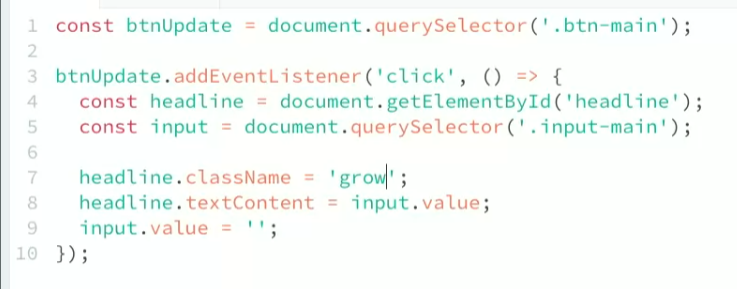 1 const btnUpdate = document.querySelector('.btn-main');
2
3 btnUpdate.addEventListener('click', () => {
4   const headline = document.getElementById('headline');
5   const input = document.querySelector('.input-main');
6
7   headline.className = 'grow';
8   headline.textContent = input.value;
9   input.value = '';
10 });